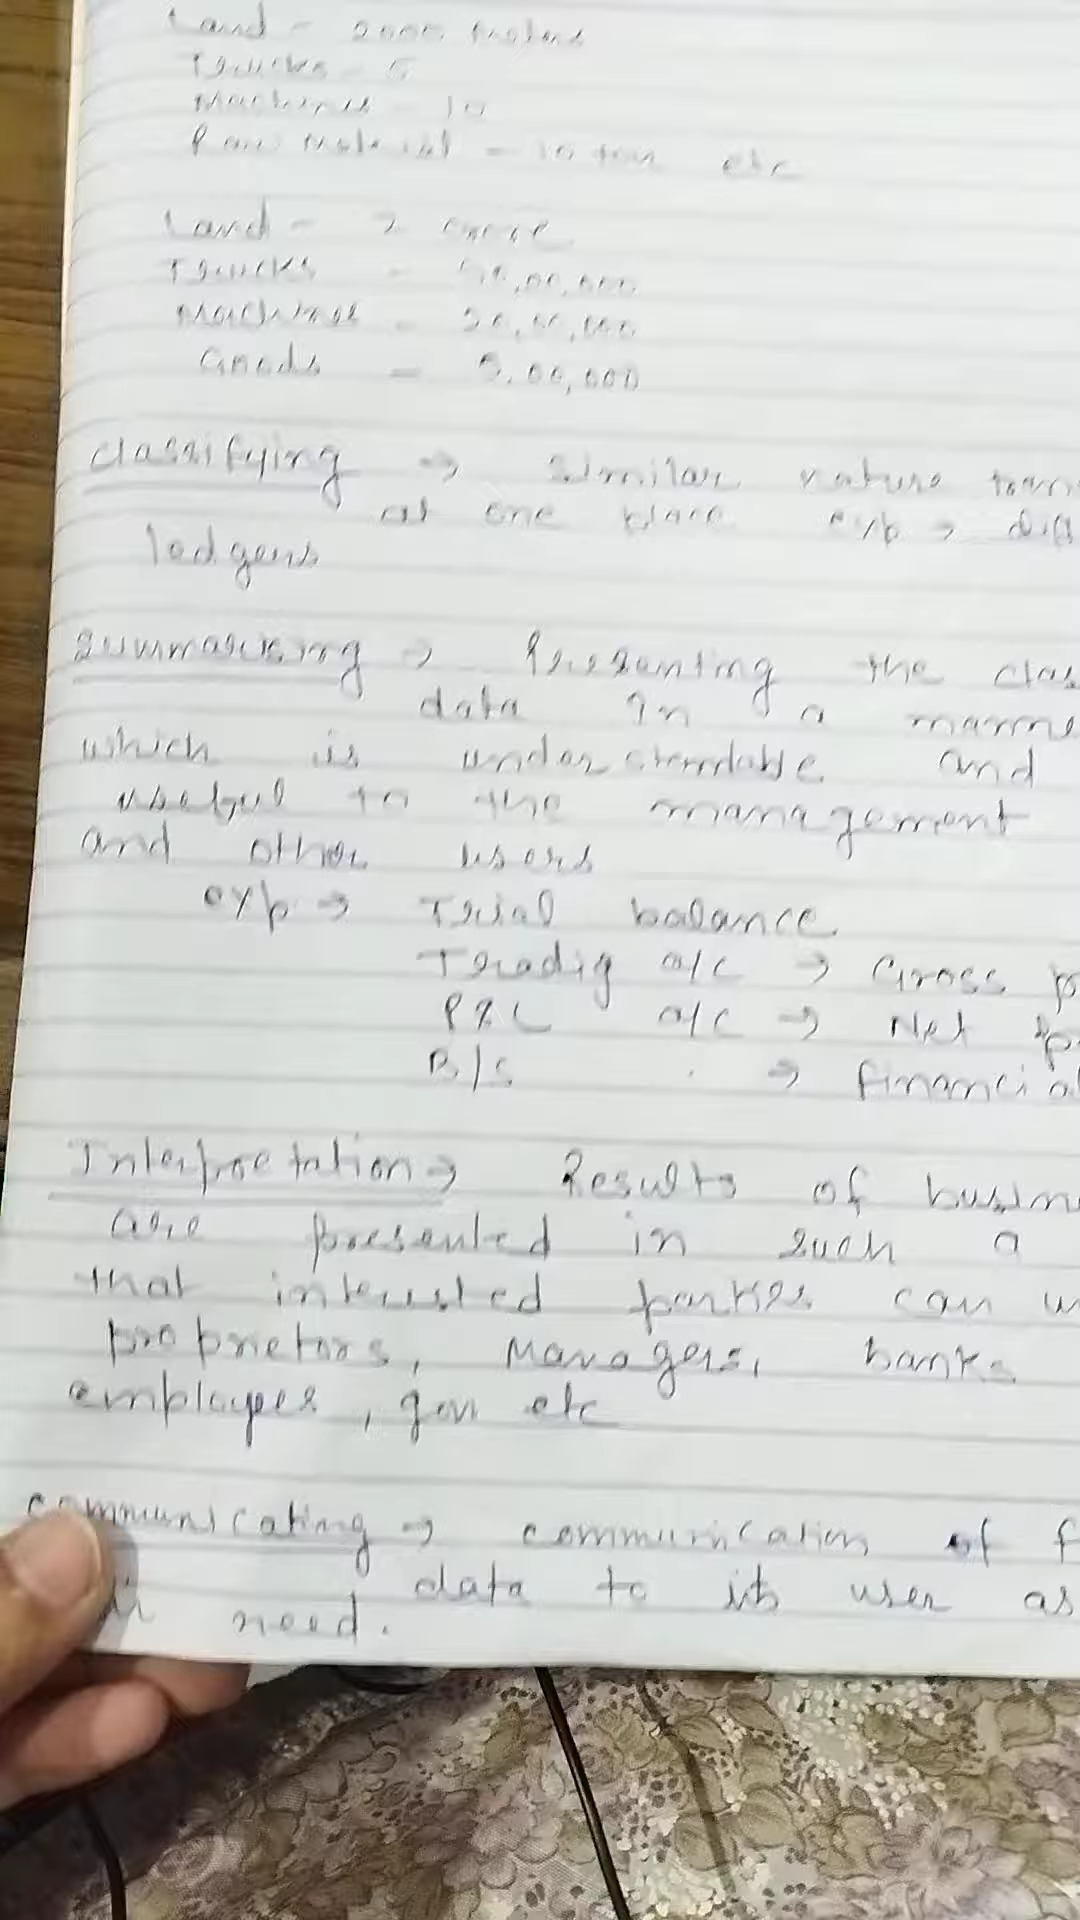 Land - 2000 meters
Trucks - 5
Machines - 10
Raw material - 10 ton etc
Land - 2 crore
Trucks - 50,00,000
Machines - 20,00,000
Goods - 5,00,000
classifying → similar nature
at one place exp →
ledgers
Summarising → Presenting the
data in a
which is understandable and
useful to the management
and other users
exp → Trial balance
Tradig a/c → Gross
P&L a/c → Net
B/S →
Interpretation → Results of
are presented in such a
that interested parties can
proprietors, Managers, banks
employees, gov etc
communicating → communication of
data to its user as
need.